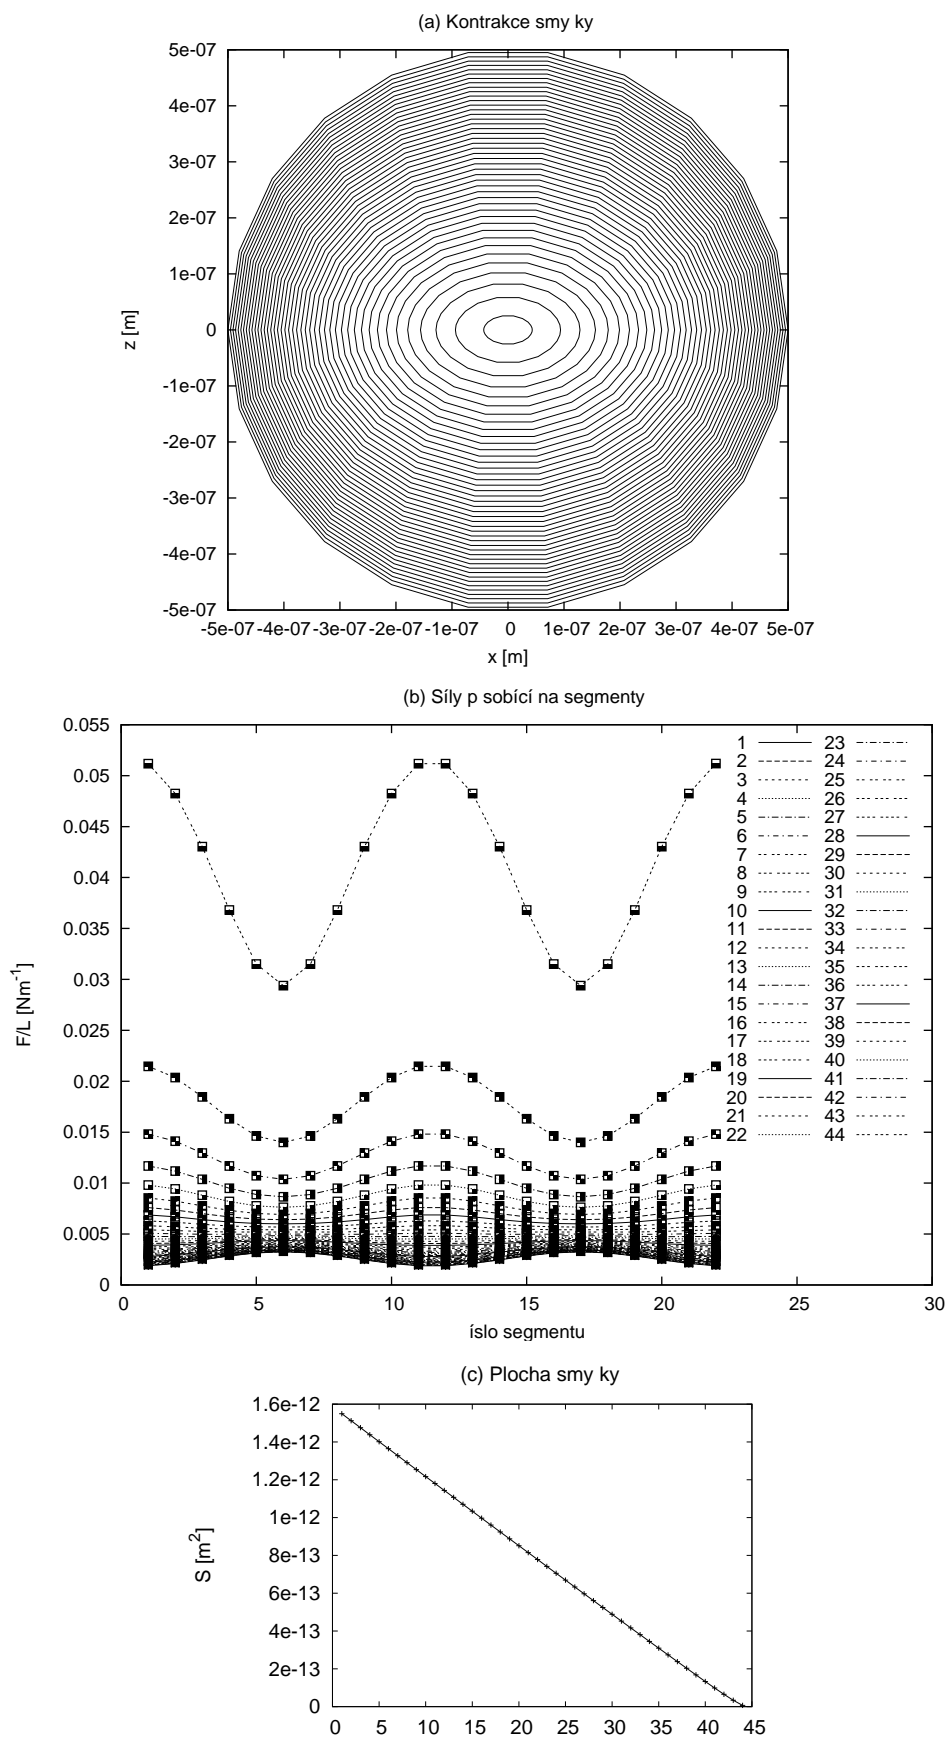 (a) Kontrakce smy ky
5e-07
4e-07
3e-07
2e-07
1e-07
0
-1e-07
-2e-07
-3e-07
-4e-07
-5e-07
z [m]
-5e-07 -4e-07 -3e-07 -2e-07 -1e-07 0 1e-07 2e-07 3e-07 4e-07 5e-07
x [m]
(b) Síly p sobící na segmenty
0.055
0.05
0.045
0.04
0.035
0.03
0.025
0.02
0.015
0.01
0.005
0
F/L [Nm-1]
1 23
2 24
3 25
4 26
5 27
6 28
7 29
8 30
9 31
10 32
11 33
12 34
13 35
14 36
15 37
16 38
17 39
18 40
19 41
20 42
21 43
22 44
0 5 10 15 20 25 30
íslo segmentu
(c) Plocha smy ky
1.6e-12
1.4e-12
1.2e-12
1e-12
8e-13
6e-13
4e-13
2e-13
0
S [m2]
0 5 10 15 20 25 30 35 40 45